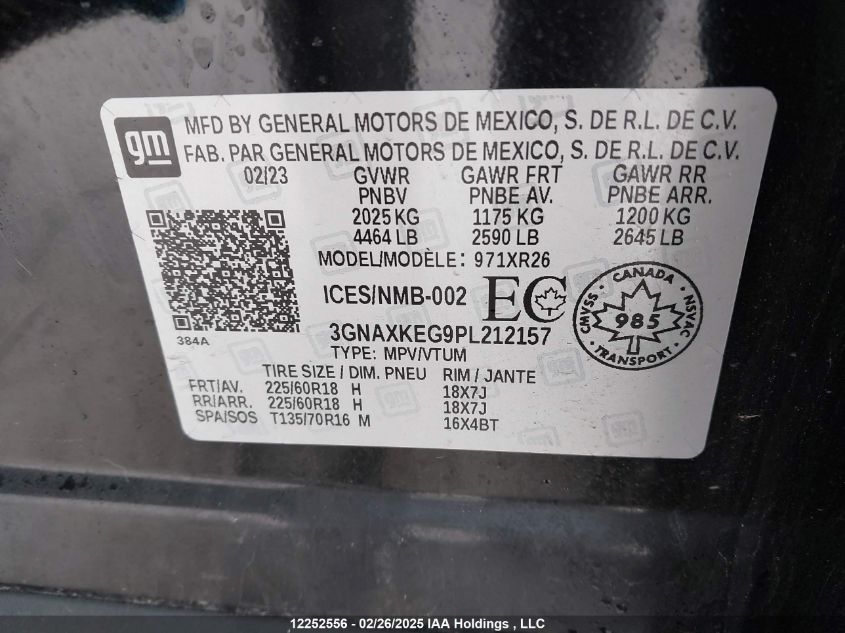 gm
MFD BY GENERAL MOTORS DE MEXICO, S. DE R.L. DE C.V.
FAB. PAR GENERAL MOTORS DE MEXICO, S. DE R.L. DE C.V.
02/23 GVWR GAWR FRT GAWR RR
PNBV PNBE AV. PNBE ARR.
2025 KG 1175 KG 1200 KG
4464 LB 2590 LB 2645 LB
MODEL/MODÈLE: 971XR26
ICES/NMB-002 EC
CANADA
CMVSS 985 NSVAC
TRANSPORT
384A
3GNAXKEG9PL212157
TYPE: MPV/VTUM
TIRE SIZE / DIM. PNEU RIM / JANTE
FRT/AV. 225/60R18 H 18X7J
RR/ARR. 225/60R18 H 18X7J
SPA/SOS T135/70R16 M 16X4BT
12252556 - 02/26/2025 IAA Holdings , LLC